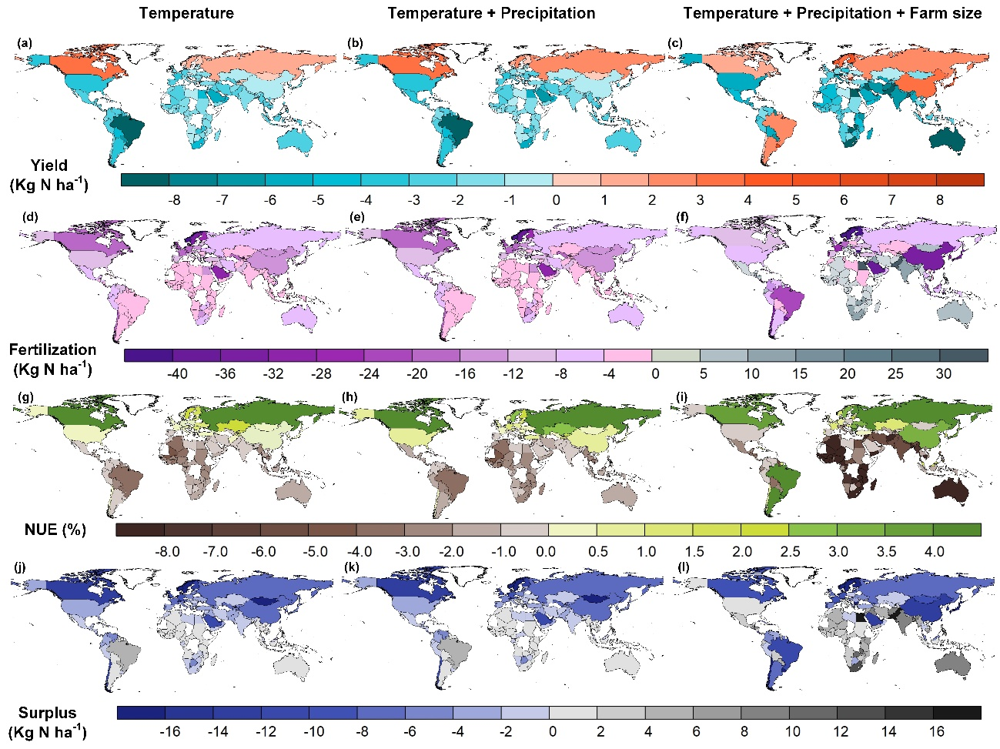 Temperature Temperature + Precipitation Temperature + Precipitation + Farm size
(a) (b) (c)
Yield
(Kg N ha-1)
-8 -7 -6 -5 -4 -3 -2 -1 0 1 2 3 4 5 6 7 8
(d) (e) (f)
Fertilization
(Kg N ha-1)
-40 -36 -32 -28 -24 -20 -16 -12 -8 -4 0 5 10 15 20 25 30
(g) (h) (i)
NUE (%)
-8.0 -7.0 -6.0 -5.0 -4.0 -3.0 -2.0 -1.0 0.0 0.5 1.0 1.5 2.0 2.5 3.0 3.5 4.0
(j) (k) (l)
Surplus
(Kg N ha-1)
-16 -14 -12 -10 -8 -6 -4 -2 0 2 4 6 8 10 12 14 16